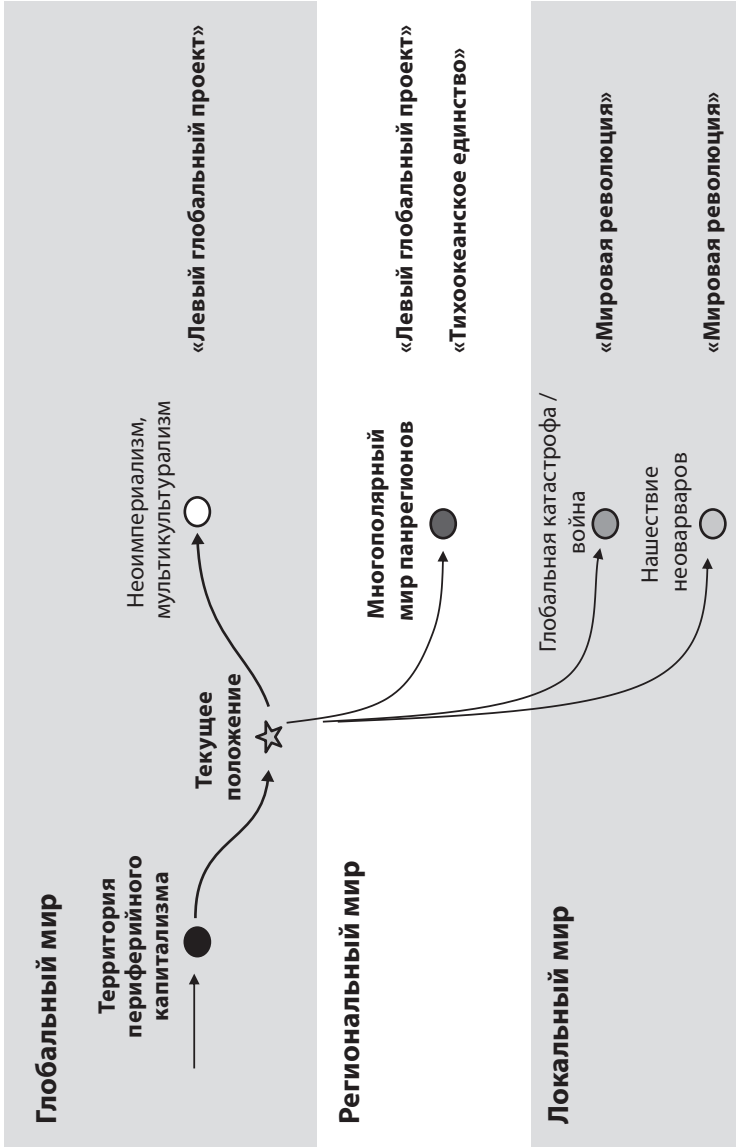 Глобальный мир
Территория
периферийного
капитализма
Текущее
положение
Неоимпериализм,
мультикультурализм
«Левый глобальный проект»
Региональный мир
Многополярный
мир панрегионов
«Левый глобальный проект»
«Тихоокеанское единство»
Локальный мир
Глобальная катастрофа /
война
«Мировая революция»
Нашествие
неоварваров
«Мировая революция»